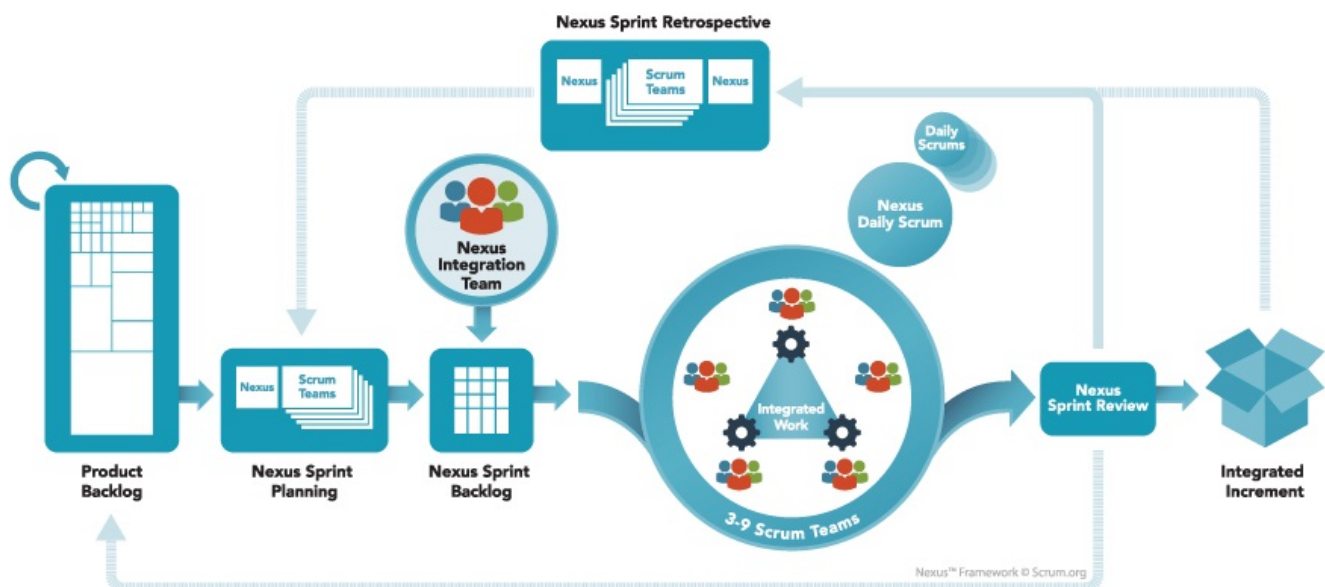 Nexus Sprint Retrospective
Nexus
Scrum
Teams
Nexus
Daily
Scrums
Nexus
Daily Scrum
Nexus
Integration
Team
Nexus
Scrum
Teams
Integrated
Work
Nexus
Sprint Review
Product
Backlog
Nexus Sprint
Planning
Nexus Sprint
Backlog
3-9 Scrum Teams
Integrated
Increment
Nexus™ Framework © Scrum.org